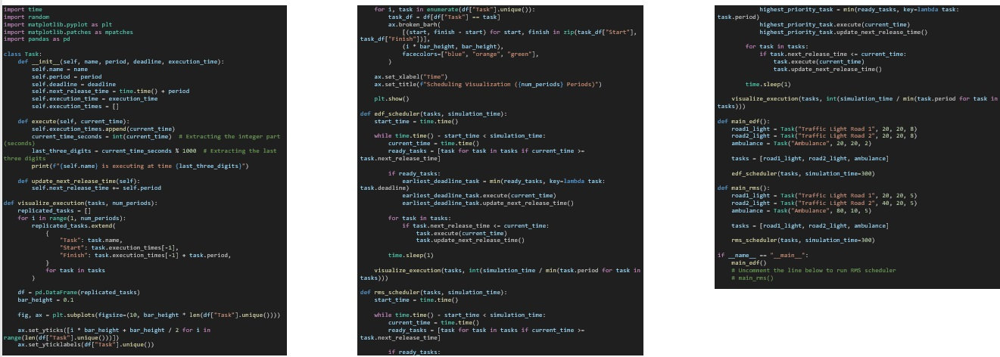 import time
import random
import matplotlib.pyplot as plt
import matplotlib.patches as mpatches
import pandas as pd
class Task:
def __init__(self, name, period, deadline, execution_time):
self.name = name
self.period = period
self.deadline = deadline
self.next_release_time = time.time() + period
self.execution_time = execution_time
self.execution_times = []
def execute(self, current_time):
self.execution_times.append(current_time)
current_time_seconds = int(current_time)  # Extracting the integer part
(seconds)
last_three_digits = current_time_seconds % 1000  # Extracting the last
three digits
print(f"{self.name} is executing at time {last_three_digits}")
def update_next_release_time(self):
self.next_release_time += self.period
def visualize_execution(tasks, num_periods):
replicated_tasks = []
for i in range(1, num_periods):
replicated_tasks.extend(
{
"Task": task.name,
"Start": task.execution_times[-1],
"Finish": task.execution_times[-1] + task.period,
}
for task in tasks
)
df = pd.DataFrame(replicated_tasks)
bar_height = 0.1
fig, ax = plt.subplots(figsize=(10, bar_height * len(df["Task"].unique())))
ax.set_yticks([i * bar_height + bar_height / 2 for i in
range(len(df["Task"].unique()))])
ax.set_yticklabels(df["Task"].unique())
for i, task in enumerate(df["Task"].unique()):
task_df = df[df["Task"] == task]
ax.broken_barh(
[(start, finish - start) for start, finish in zip(task_df["Start"],
task_df["Finish"])],
(i * bar_height, bar_height),
facecolors=["blue", "orange", "green"],
)
ax.set_xlabel("Time")
ax.set_title(f"Scheduling Visualization ({num_periods} Periods)")
plt.show()
def edf_scheduler(tasks, simulation_time):
start_time = time.time()
while time.time() - start_time < simulation_time:
current_time = time.time()
ready_tasks = [task for task in tasks if current_time >=
task.next_release_time]
if ready_tasks:
earliest_deadline_task = min(ready_tasks, key=lambda task:
task.deadline)
earliest_deadline_task.execute(current_time)
earliest_deadline_task.update_next_release_time()
for task in tasks:
if task.next_release_time <= current_time:
task.execute(current_time)
task.update_next_release_time()
time.sleep(1)
visualize_execution(tasks, int(simulation_time / min(task.period for task in
tasks)))
def rms_scheduler(tasks, simulation_time):
start_time = time.time()
while time.time() - start_time < simulation_time:
current_time = time.time()
ready_tasks = [task for task in tasks if current_time >=
task.next_release_time]
if ready_tasks:
highest_priority_task = min(ready_tasks, key=lambda task:
task.period)
highest_priority_task.execute(current_time)
highest_priority_task.update_next_release_time()
for task in tasks:
if task.next_release_time <= current_time:
task.execute(current_time)
task.update_next_release_time()
time.sleep(1)
visualize_execution(tasks, int(simulation_time / min(task.period for task in
tasks)))
def main_edf():
road1_light = Task("Traffic Light Road 1", 20, 20, 8)
road2_light = Task("Traffic Light Road 2", 20, 20, 8)
ambulance = Task("Ambulance", 20, 20, 2)
tasks = [road1_light, road2_light, ambulance]
edf_scheduler(tasks, simulation_time=300)
def main_rms():
road1_light = Task("Traffic Light Road 1", 20, 20, 5)
road2_light = Task("Traffic Light Road 2", 40, 20, 5)
ambulance = Task("Ambulance", 80, 10, 5)
tasks = [road1_light, road2_light, ambulance]
rms_scheduler(tasks, simulation_time=300)
if __name__ == "__main__":
main_edf()
# Uncomment the line below to run RMS scheduler
# main_rms()